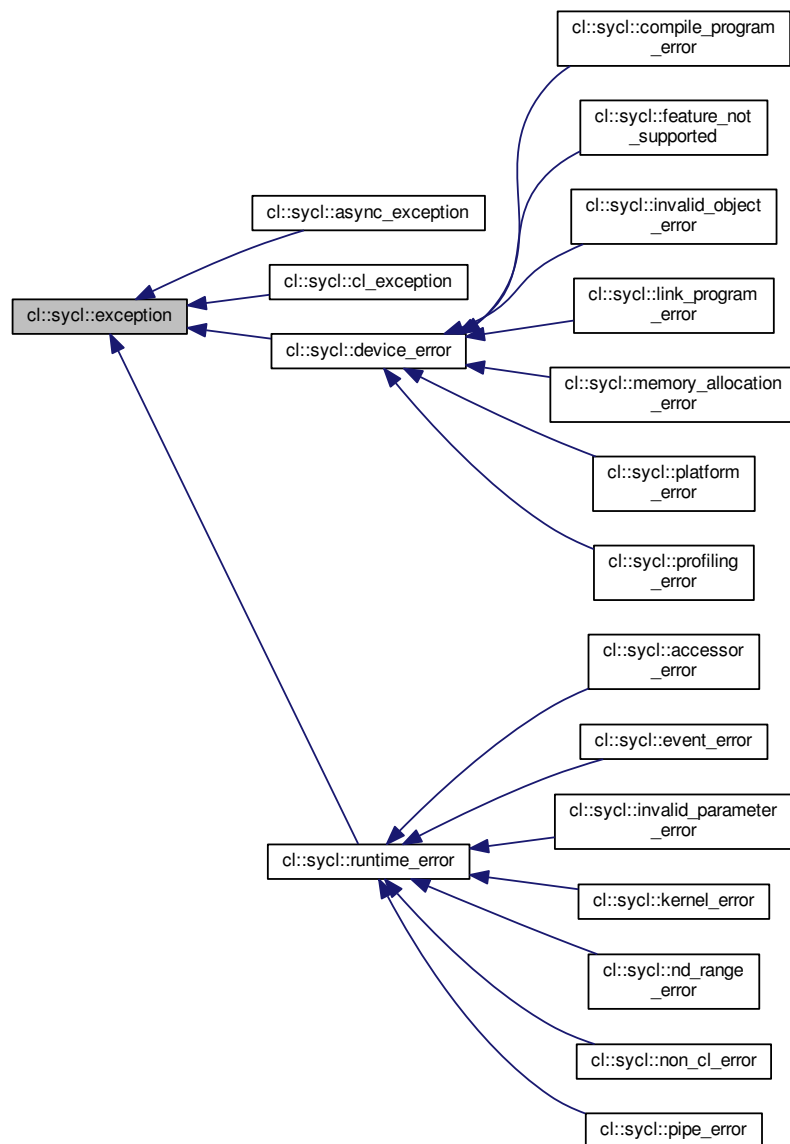 cl::sycl::compile_program
_error
cl::sycl::feature_not
_supported
cl::sycl::async_exception
cl::sycl::invalid_object
_error
cl::sycl::cl_exception
cl::sycl::link_program
_error
cl::sycl::exception
cl::sycl::device_error
cl::sycl::memory_allocation
_error
cl::sycl::platform
_error
cl::sycl::profiling
_error
cl::sycl::accessor
_error
cl::sycl::event_error
cl::sycl::invalid_parameter
_error
cl::sycl::runtime_error
cl::sycl::kernel_error
cl::sycl::nd_range
_error
cl::sycl::non_cl_error
cl::sycl::pipe_error